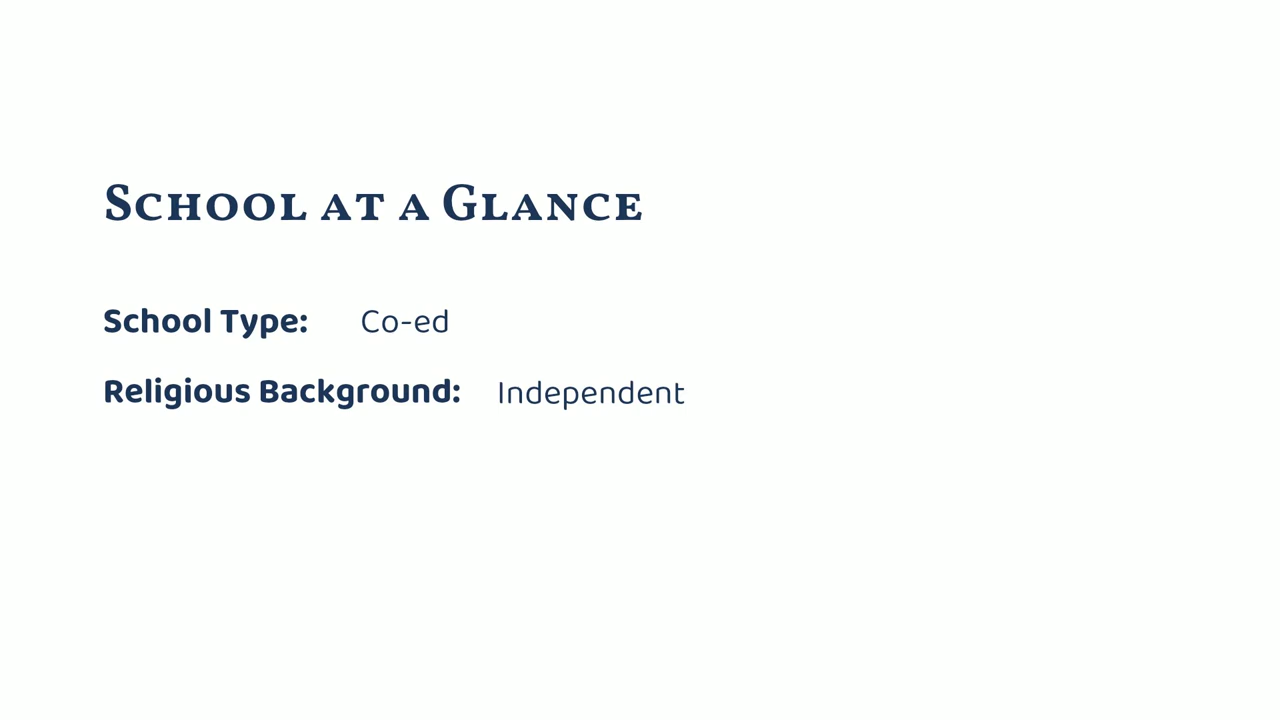 School at a Glance
School Type: Co-ed
Religious Background: Independent